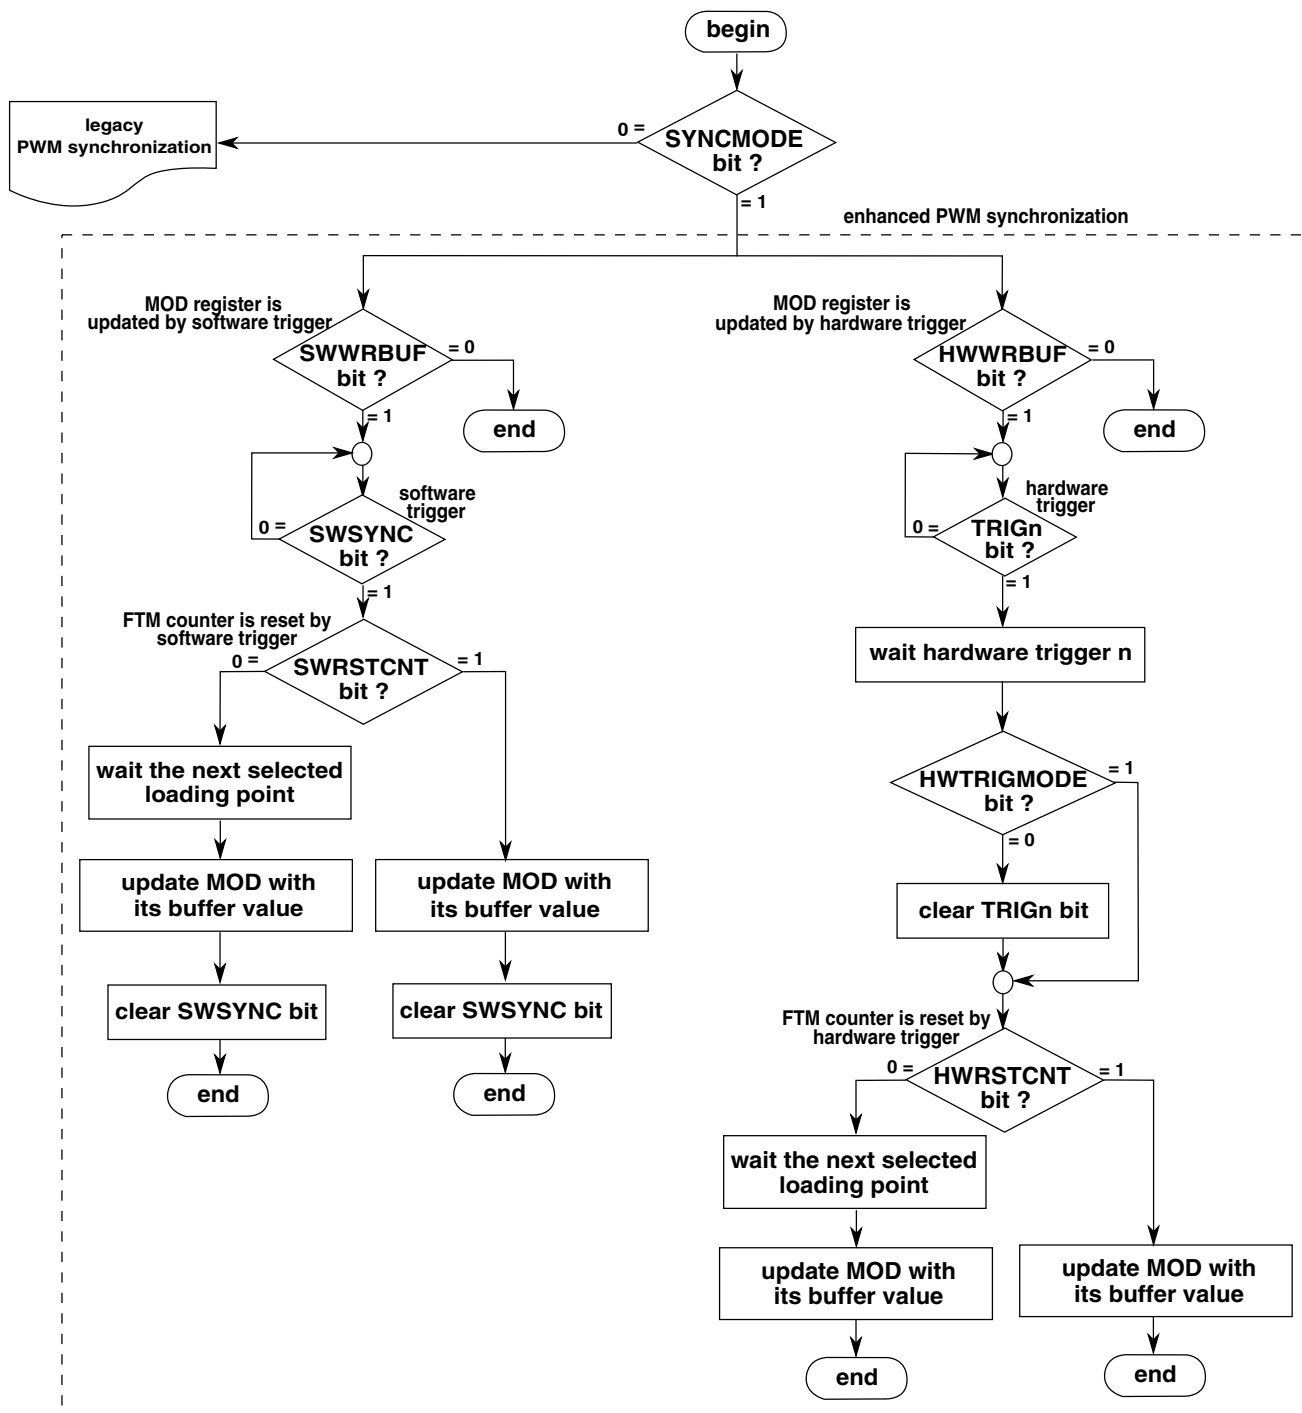 begin
legacy
PWM synchronization
0 =
SYNCMODE
bit ?
= 1
enhanced PWM synchronization
MOD register is
updated by software trigger
SWWRBUF
bit ?
= 0
= 1
end
software
trigger
0 =
SWSYNC
bit ?
= 1
FTM counter is reset by
software trigger
0 =
SWRSTCNT
bit ?
= 1
wait the next selected
loading point
update MOD with
its buffer value
clear SWSYNC bit
end
update MOD with
its buffer value
clear SWSYNC bit
end
MOD register is
updated by hardware trigger
HWWRBUF
bit ?
= 0
= 1
end
hardware
trigger
0 =
TRIGn
bit ?
= 1
wait hardware trigger n
HWTRIGMODE
bit ?
= 1
= 0
clear TRIGn bit
FTM counter is reset by
hardware trigger
0 =
HWRSTCNT
bit ?
= 1
wait the next selected
loading point
update MOD with
its buffer value
end
update MOD with
its buffer value
end